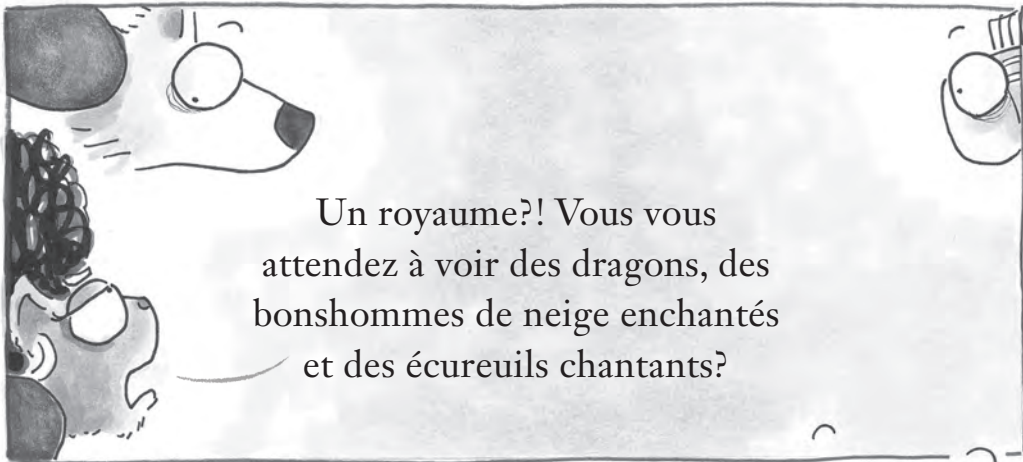 Un royaume?! Vous vous
attendez à voir des dragons, des
bonshommes de neige enchantés
et des écureuils chantants?